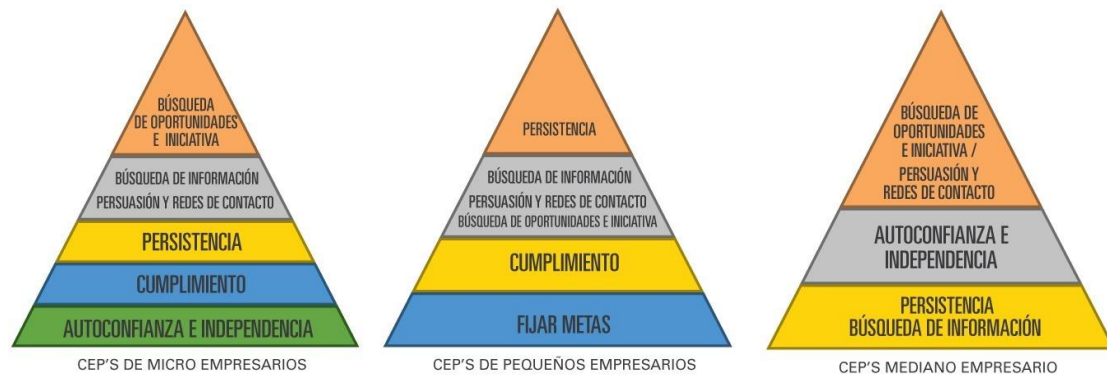 BÚSQUEDA
DE OPORTUNIDADES
E INICIATIVA
BÚSQUEDA DE INFORMACIÓN
PERSUASIÓN Y REDES DE CONTACTO
PERSISTENCIA
CUMPLIMIENTO
AUTOCONFIANZA E INDEPENDENCIA
CEP'S DE MICRO EMPRESARIOS
PERSISTENCIA
BÚSQUEDA DE INFORMACIÓN
PERSUASIÓN Y REDES DE CONTACTO
BÚSQUEDA DE OPORTUNIDADES E INICIATIVA
CUMPLIMIENTO
FIJAR METAS
CEP'S DE PEQUEÑOS EMPRESARIOS
BÚSQUEDA DE
OPORTUNIDADES
E INICIATIVA /
PERSUASIÓN Y
REDES DE CONTACTO
AUTOCONFIANZA E
INDEPENDENCIA
PERSISTENCIA
BÚSQUEDA DE INFORMACIÓN
CEP'S MEDIANO EMPRESARIO